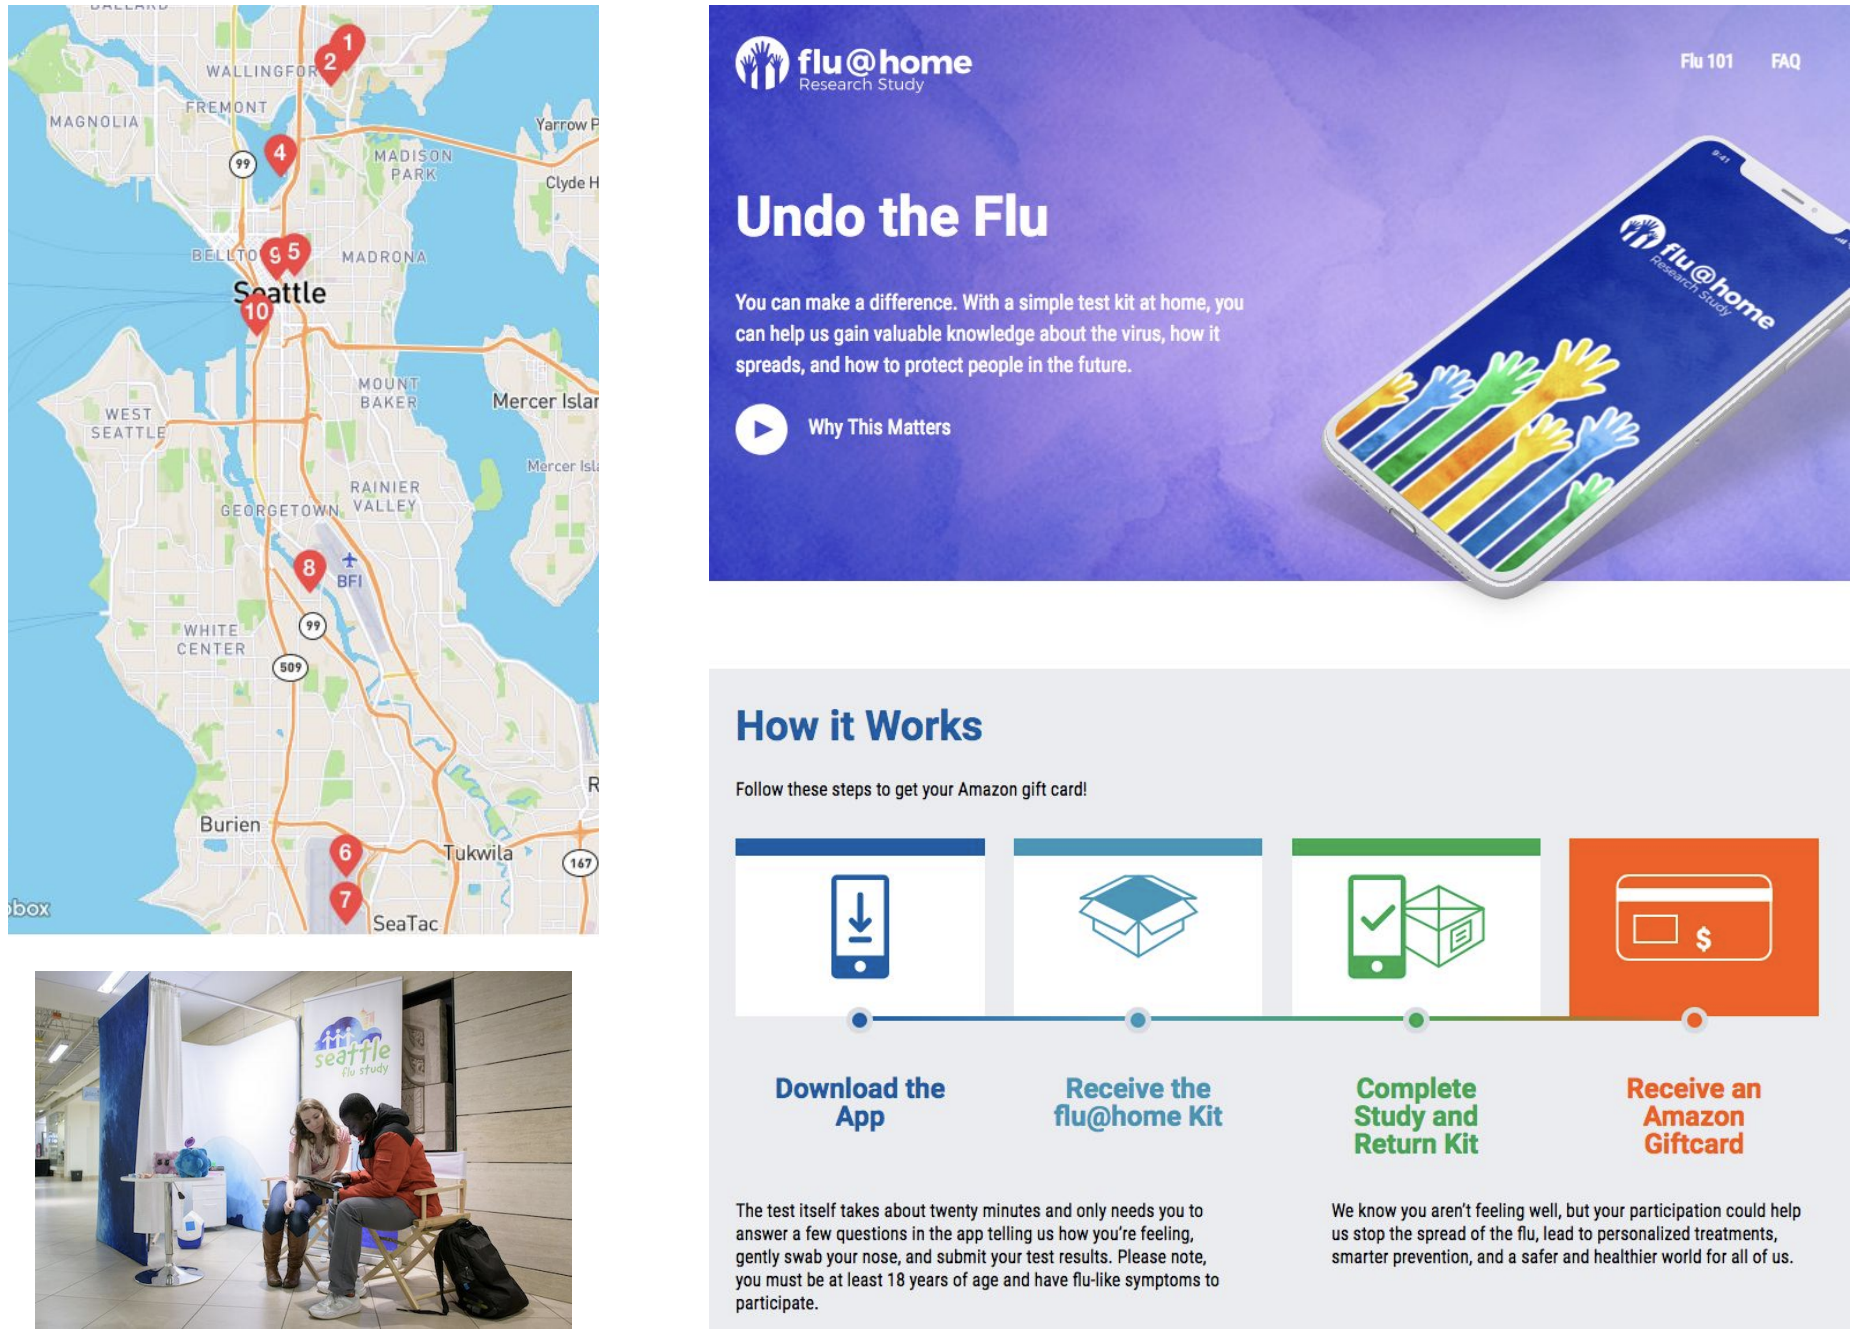 BALLARD
1
2
WALLINGFOR
FREMONT
MAGNOLIA
Yarrow P
4
99
MADISON
PARK
Clyde H
BELLTO
9
5
MADRONA
Seattle
10
MOUNT
BAKER
Mercer Islan
WEST
SEATTLE
Mercer Isla
RAINIER
VALLEY
GEORGETOWN
8
BFI
99
WHITE
CENTER
509
Burien
6
Tukwila
167
7
SeaTac
box
R
seattle
flu study
flu@home
Research Study
Flu 101
FAQ
Undo the Flu
You can make a difference. With a simple test kit at home, you
can help us gain valuable knowledge about the virus, how it
spreads, and how to protect people in the future.
Why This Matters
9:41
flu@home
Research Study
How it Works
Follow these steps to get your Amazon gift card!
$
Download the
App
Receive the
flu@home Kit
Complete
Study and
Return Kit
Receive an
Amazon
Giftcard
The test itself takes about twenty minutes and only needs you to
answer a few questions in the app telling us how you’re feeling,
gently swab your nose, and submit your test results. Please note,
you must be at least 18 years of age and have flu-like symptoms to
participate.
We know you aren’t feeling well, but your participation could help
us stop the spread of the flu, lead to personalized treatments,
smarter prevention, and a safer and healthier world for all of us.